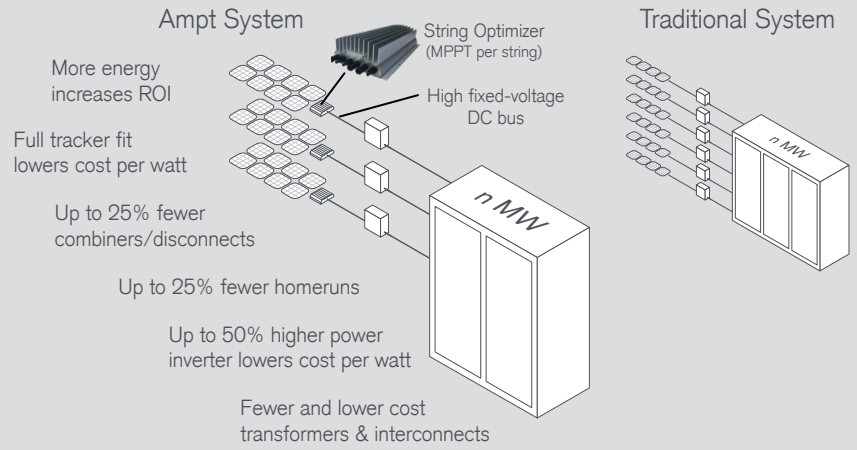 Ampt System
String Optimizer
(MPPT per string)
High fixed-voltage
DC bus
More energy
increases ROI
Full tracker fit
lowers cost per watt
Up to 25% fewer
combiners/disconnects
Up to 25% fewer homeruns
Up to 50% higher power
inverter lowers cost per watt
Fewer and lower cost
transformers & interconnects
n MW
Traditional System
n MW